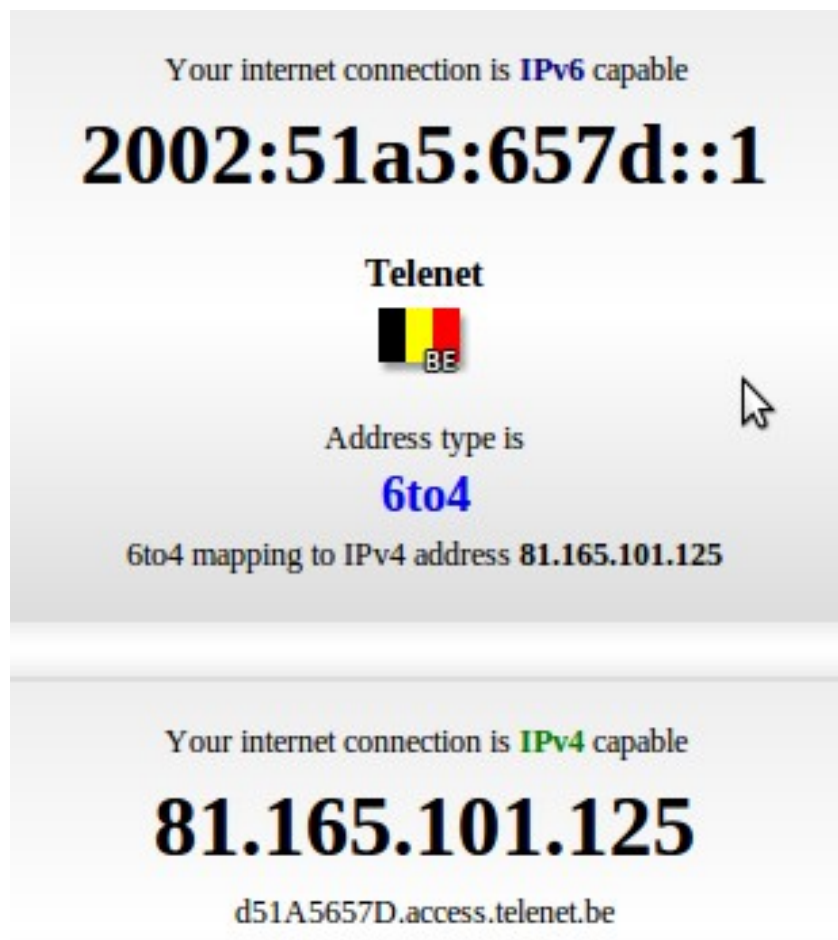 Your internet connection is IPv6 capable
2002:51a5:657d::1
Telenet
BE
Address type is
6to4
6to4 mapping to IPv4 address 81.165.101.125
Your internet connection is IPv4 capable
81.165.101.125
d51A5657D.access.telenet.be